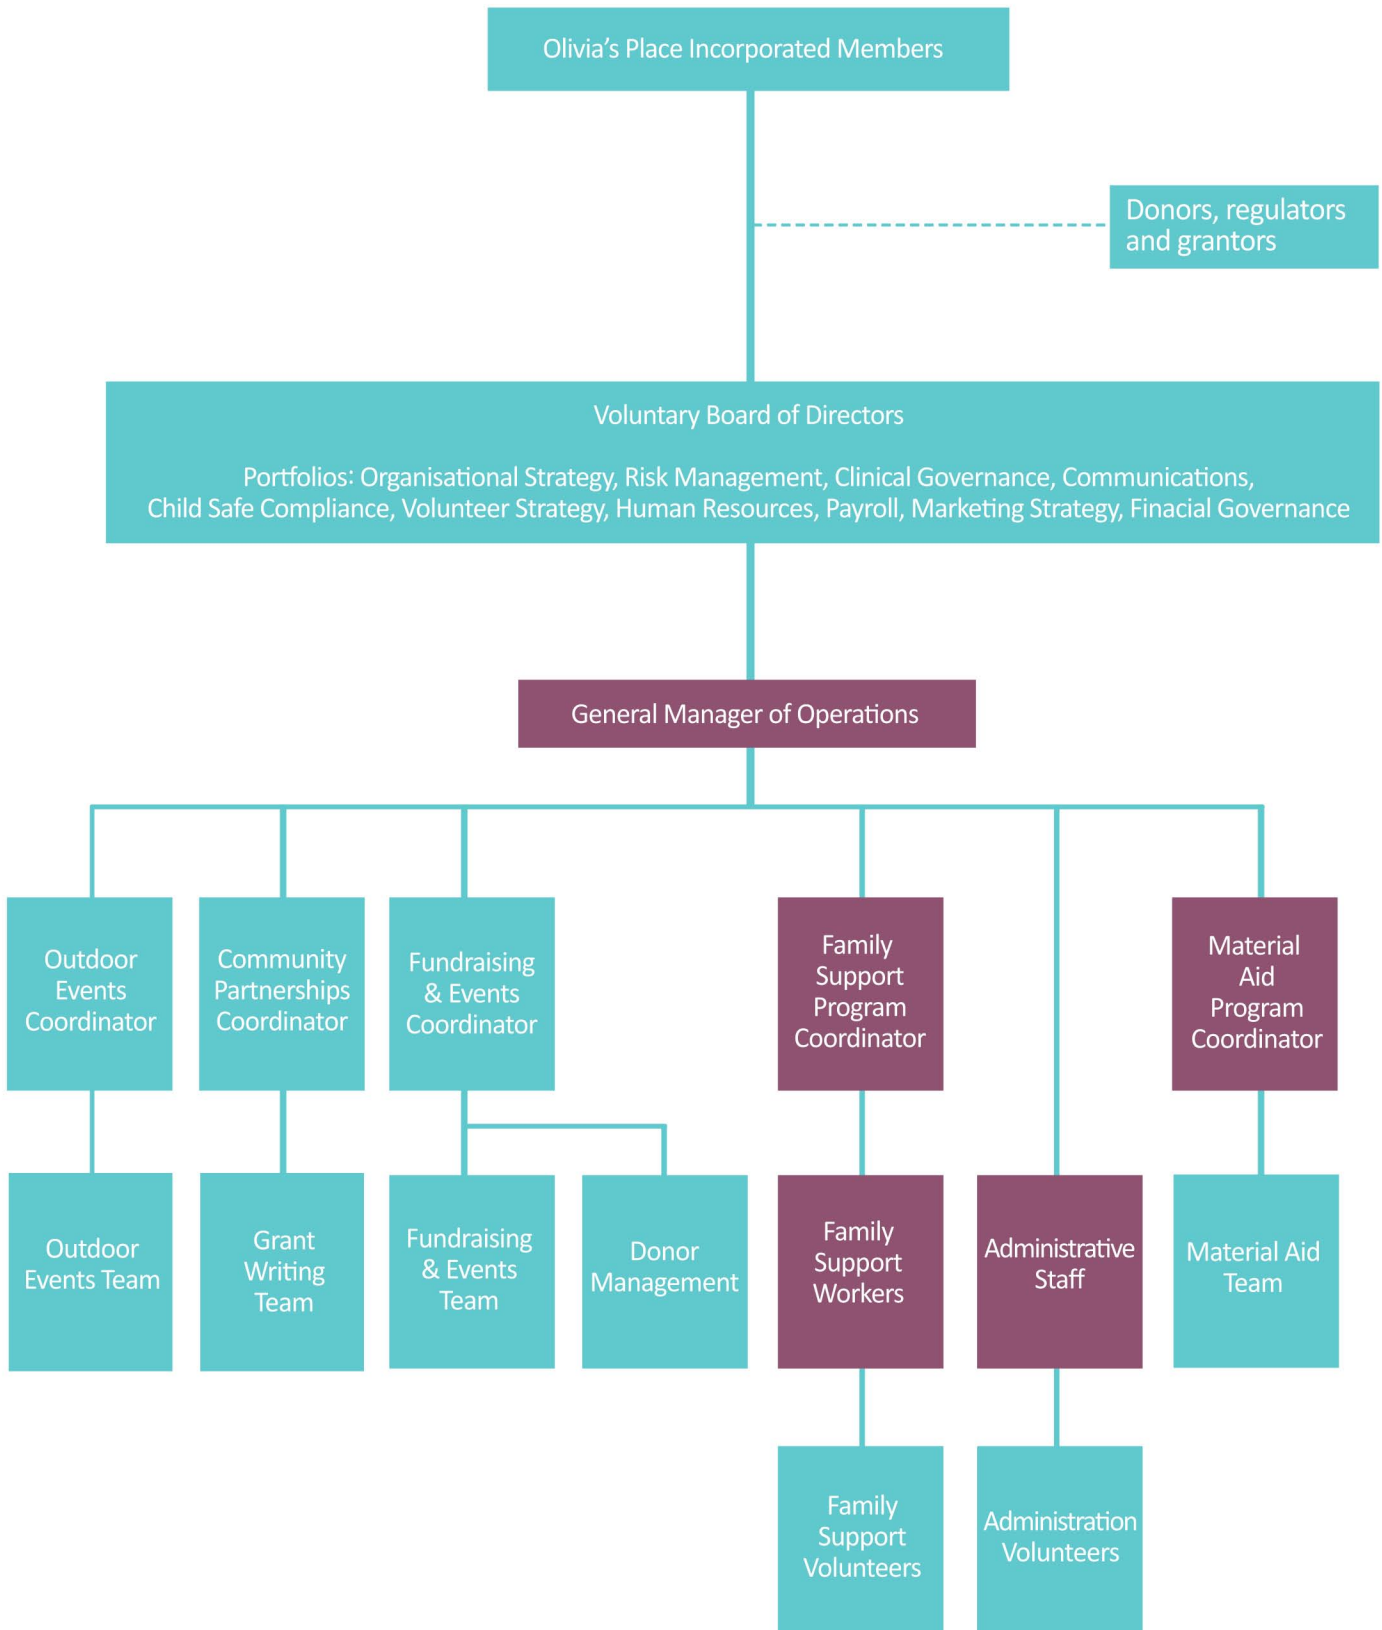 Olivia’s Place Incorporated Members
Donors, regulators
and grantors
Voluntary Board of Directors
Portfolios: Organisational Strategy, Risk Management, Clinical Governance, Communications,
Child Safe Compliance, Volunteer Strategy, Human Resources, Payroll, Marketing Strategy, Finacial Governance
General Manager of Operations
Outdoor
Events
Coordinator
Community
Partnerships
Coordinator
Fundraising
& Events
Coordinator
Family
Support
Program
Coordinator
Material
Aid
Program
Coordinator
Outdoor
Events Team
Grant
Writing
Team
Fundraising
& Events
Team
Donor
Management
Family
Support
Workers
Administrative
Staff
Material Aid
Team
Family
Support
Volunteers
Administration
Volunteers